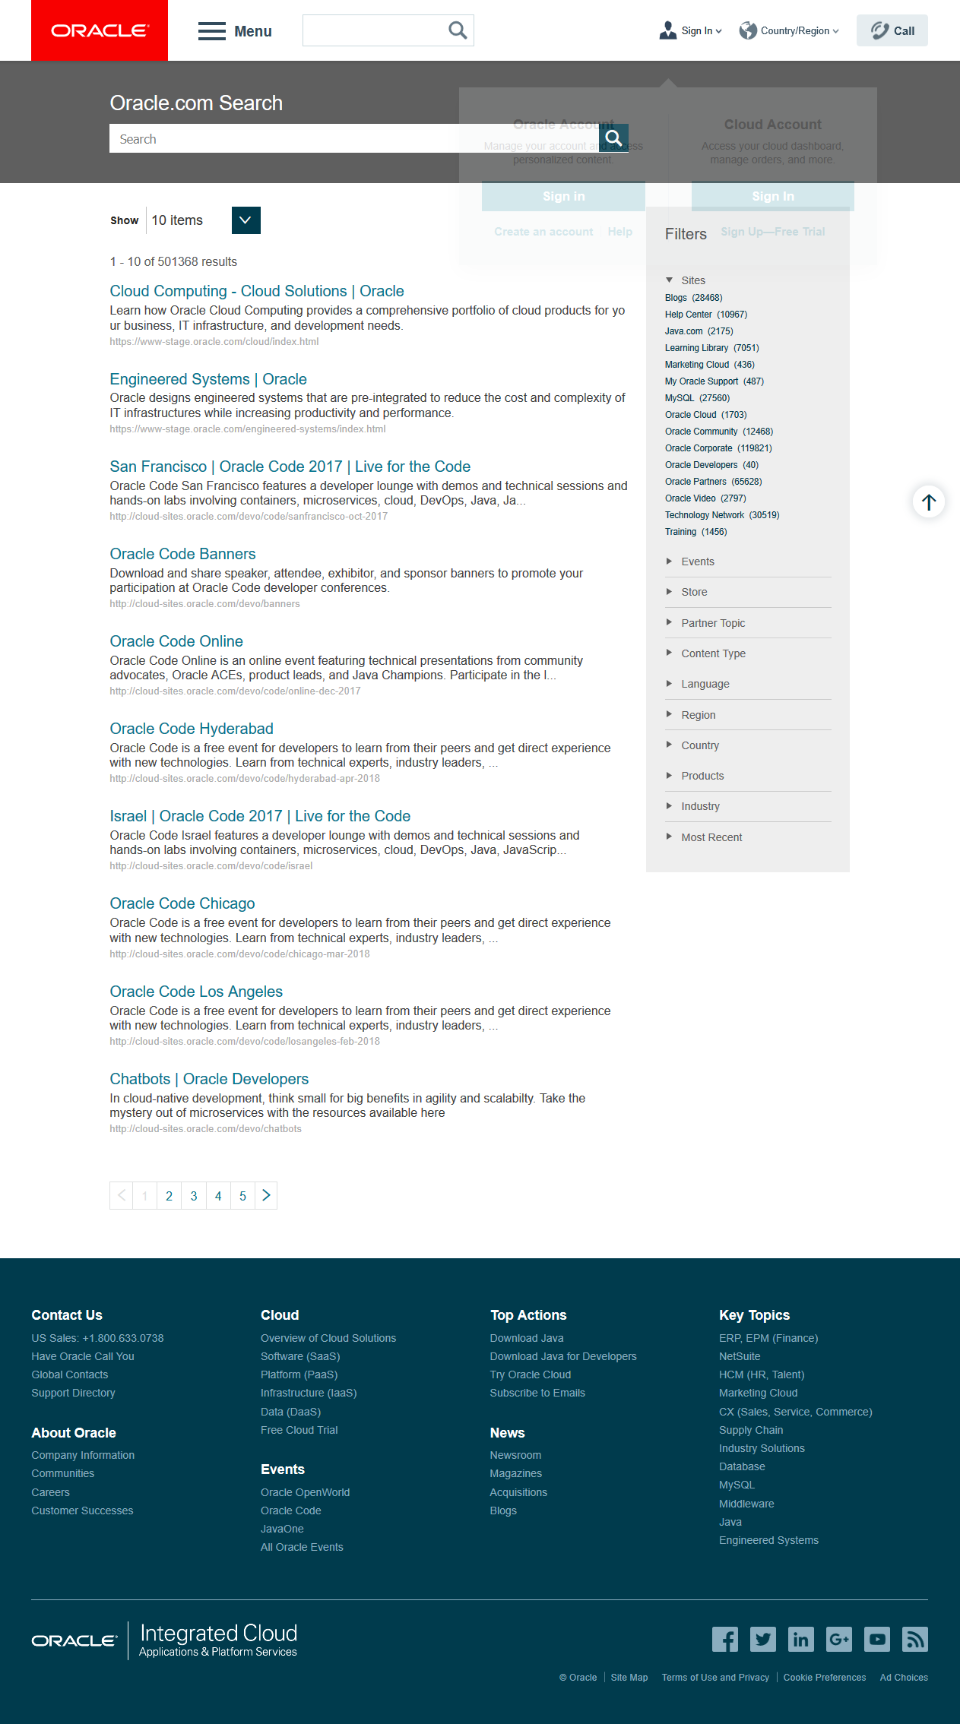 ORACLE
Menu
Sign In
Country/Region
Call
Oracle.com Search
Search
Oracle Account
Manage your account and access
personalized content
Sign in
Create an account Help
Cloud Account
Access your cloud dashboard,
manage orders, and more
Sign In
Sign Up—Free Trial
Show 10 items
1 - 10 of 501368 results
Cloud Computing - Cloud Solutions | Oracle
Learn how Oracle Cloud Computing provides a comprehensive portfolio of cloud products for yo
ur business, IT infrastructure, and development needs.
https://www-stage.oracle.com/cloud/index.html
Engineered Systems | Oracle
Oracle designs engineered systems that are pre-integrated to reduce the cost and complexity of
IT infrastructures while increasing productivity and performance.
https://www-stage.oracle.com/engineered-systems/index.html
San Francisco | Oracle Code 2017 | Live for the Code
Oracle Code San Francisco features a developer lounge with demos and technical sessions and
hands-on labs involving containers, microservices, cloud, DevOps, Java, Ja...
http://cloud-sites.oracle.com/devo/code/sanfrancisco-oct-2017
Oracle Code Banners
Download and share speaker, attendee, exhibitor, and sponsor banners to promote your
participation at Oracle Code developer conferences.
http://cloud-sites.oracle.com/devo/banners
Oracle Code Online
Oracle Code Online is an online event featuring technical presentations from community
advocates, Oracle ACEs, product leads, and Java Champions. Participate in the l...
http://cloud-sites.oracle.com/devo/code/online-dec-2017
Oracle Code Hyderabad
Oracle Code is a free event for developers to learn from their peers and get direct experience
with new technologies. Learn from technical experts, industry leaders, ...
http://cloud-sites.oracle.com/devo/code/hyderabad-apr-2018
Israel | Oracle Code 2017 | Live for the Code
Oracle Code Israel features a developer lounge with demos and technical sessions and
hands-on labs involving containers, microservices, cloud, DevOps, Java, JavaScrip...
http://cloud-sites.oracle.com/devo/code/israel
Oracle Code Chicago
Oracle Code is a free event for developers to learn from their peers and get direct experience
with new technologies. Learn from technical experts, industry leaders, ...
http://cloud-sites.oracle.com/devo/code/chicago-mar-2018
Oracle Code Los Angeles
Oracle Code is a free event for developers to learn from their peers and get direct experience
with new technologies. Learn from technical experts, industry leaders, ...
http://cloud-sites.oracle.com/devo/code/losangeles-feb-2018
Chatbots | Oracle Developers
In cloud-native development, think small for big benefits in agility and scalabilty. Take the
mystery out of microservices with the resources available here
http://cloud-sites.oracle.com/devo/chatbots
1 2 3 4 5
Filters
Sites
Blogs (28468)
Help Center (10967)
Java.com (2175)
Learning Library (7051)
Marketing Cloud (436)
My Oracle Support (487)
MySQL (27560)
Oracle Cloud (1703)
Oracle Community (12468)
Oracle Corporate (119821)
Oracle Developers (40)
Oracle Partners (65628)
Oracle Video (2797)
Technology Network (30519)
Training (1456)
Events
Store
Partner Topic
Content Type
Language
Region
Country
Products
Industry
Most Recent
Contact Us
US Sales: +1.800.633.0738
Have Oracle Call You
Global Contacts
Support Directory
About Oracle
Company Information
Communities
Careers
Customer Successes
Cloud
Overview of Cloud Solutions
Software (SaaS)
Platform (PaaS)
Infrastructure (IaaS)
Data (DaaS)
Free Cloud Trial
Events
Oracle OpenWorld
Oracle Code
JavaOne
All Oracle Events
Top Actions
Download Java
Download Java for Developers
Try Oracle Cloud
Subscribe to Emails
News
Newsroom
Magazines
Acquisitions
Blogs
Key Topics
ERP, EPM (Finance)
NetSuite
HCM (HR, Talent)
Marketing Cloud
CX (Sales, Service, Commerce)
Supply Chain
Industry Solutions
Database
MySQL
Middleware
Java
Engineered Systems
ORACLE
Integrated Cloud
Applications & Platform Services
© Oracle | Site Map Terms of Use and Privacy | Cookie Preferences Ad Choices